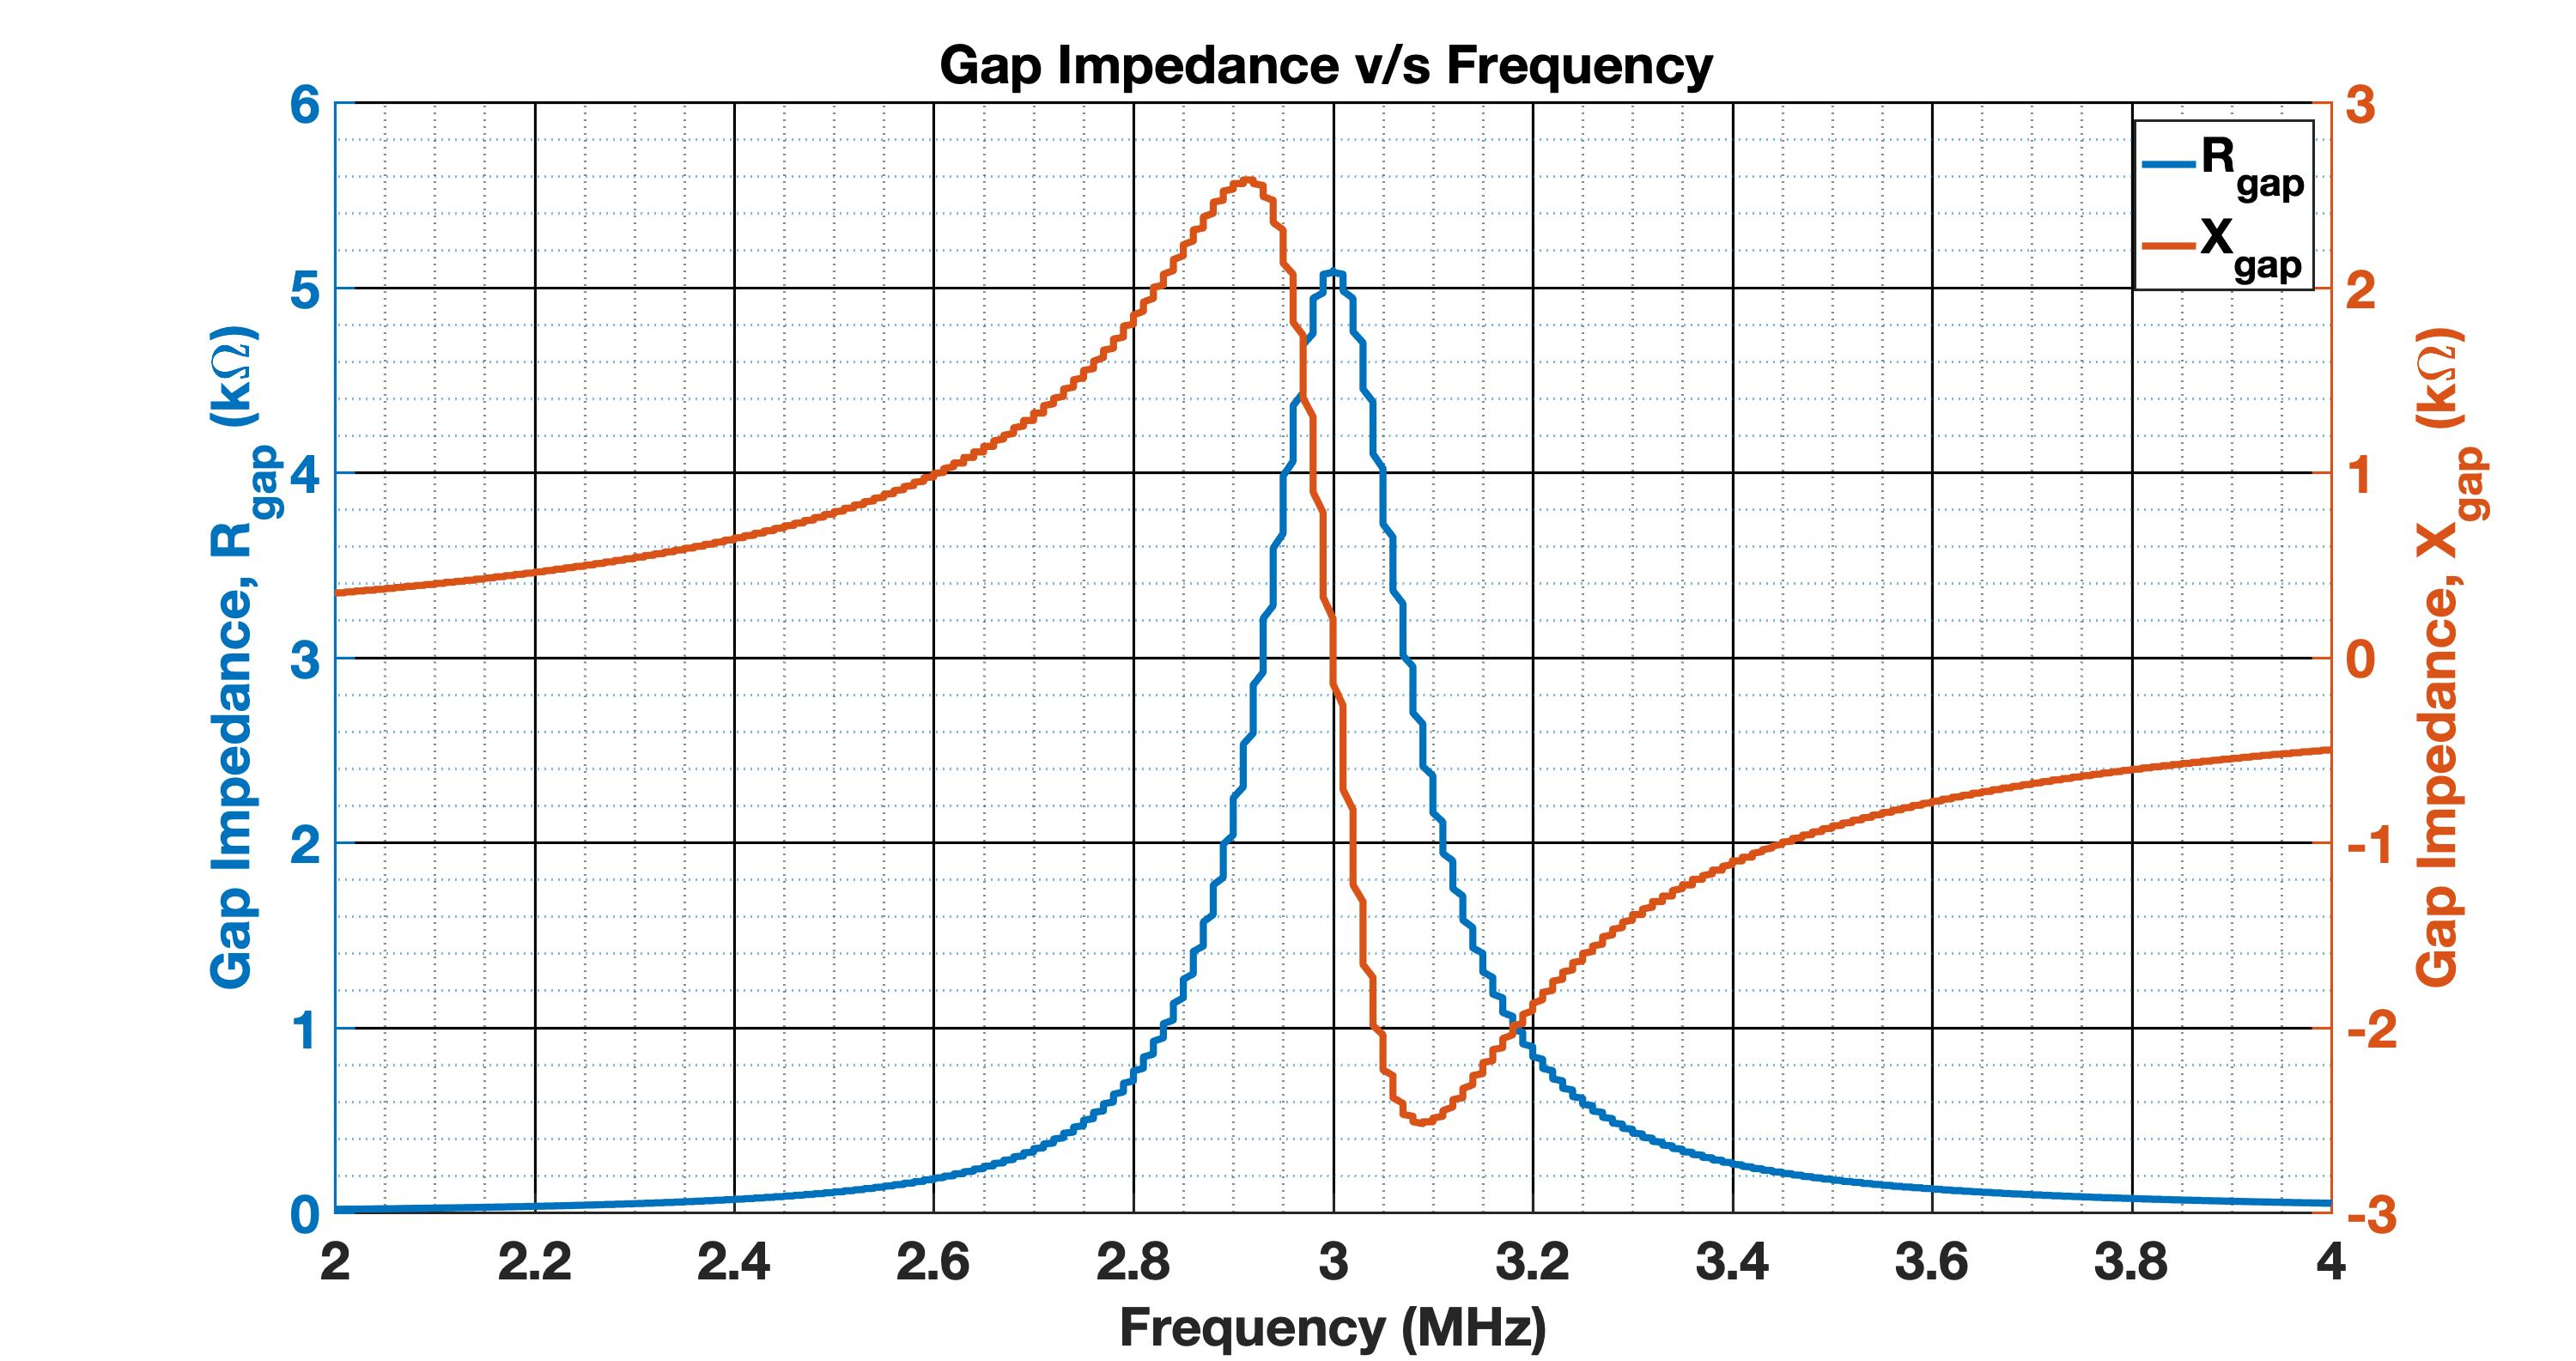 Gap Impedance v/s Frequency
Gap Impedance, R_gap (kΩ)
6
5
4
3
2
1
0
R_gap
X_gap
3
2
1
0
-1
-2
-3
Gap Impedance, X_gap (kΩ)
2 2.2 2.4 2.6 2.8 3 3.2 3.4 3.6 3.8 4
Frequency (MHz)